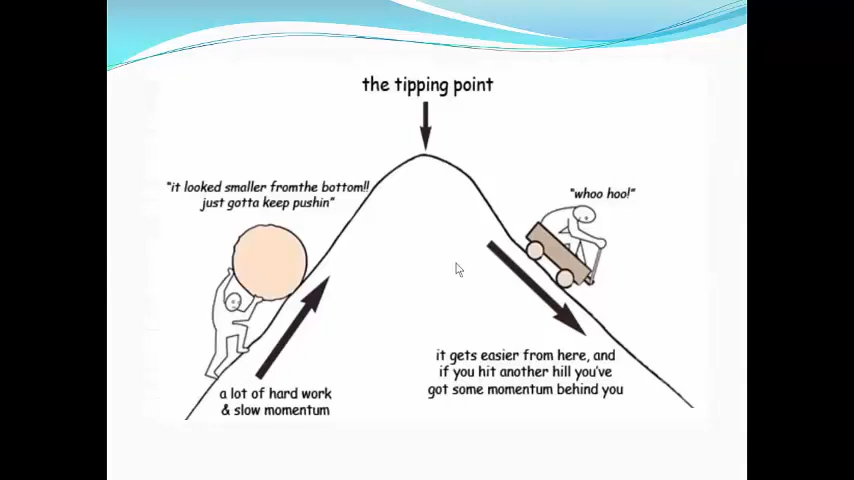 the tipping point
"it looked smaller fromthe bottom!!
just gotta keep pushin"
"whoo hoo!"
a lot of hard work
& slow momentum
it gets easier from here, and
if you hit another hill you've
got some momentum behind you